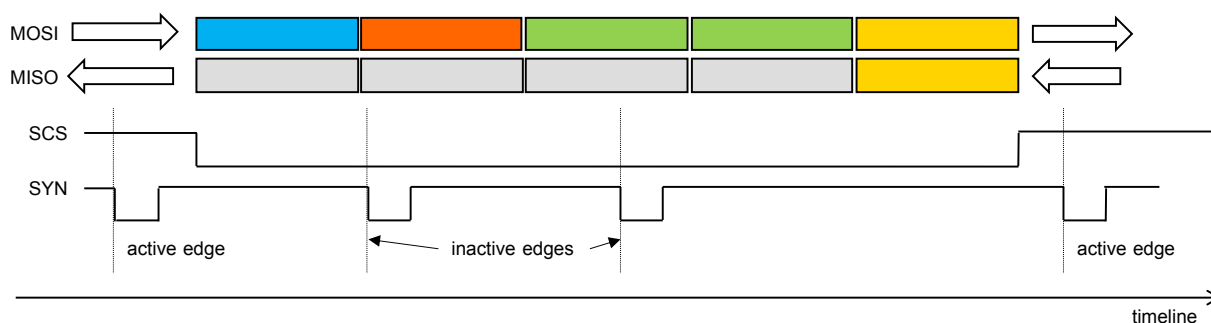 MOSI
MISO
SCS
SYN
active edge
inactive edges
active edge
timeline